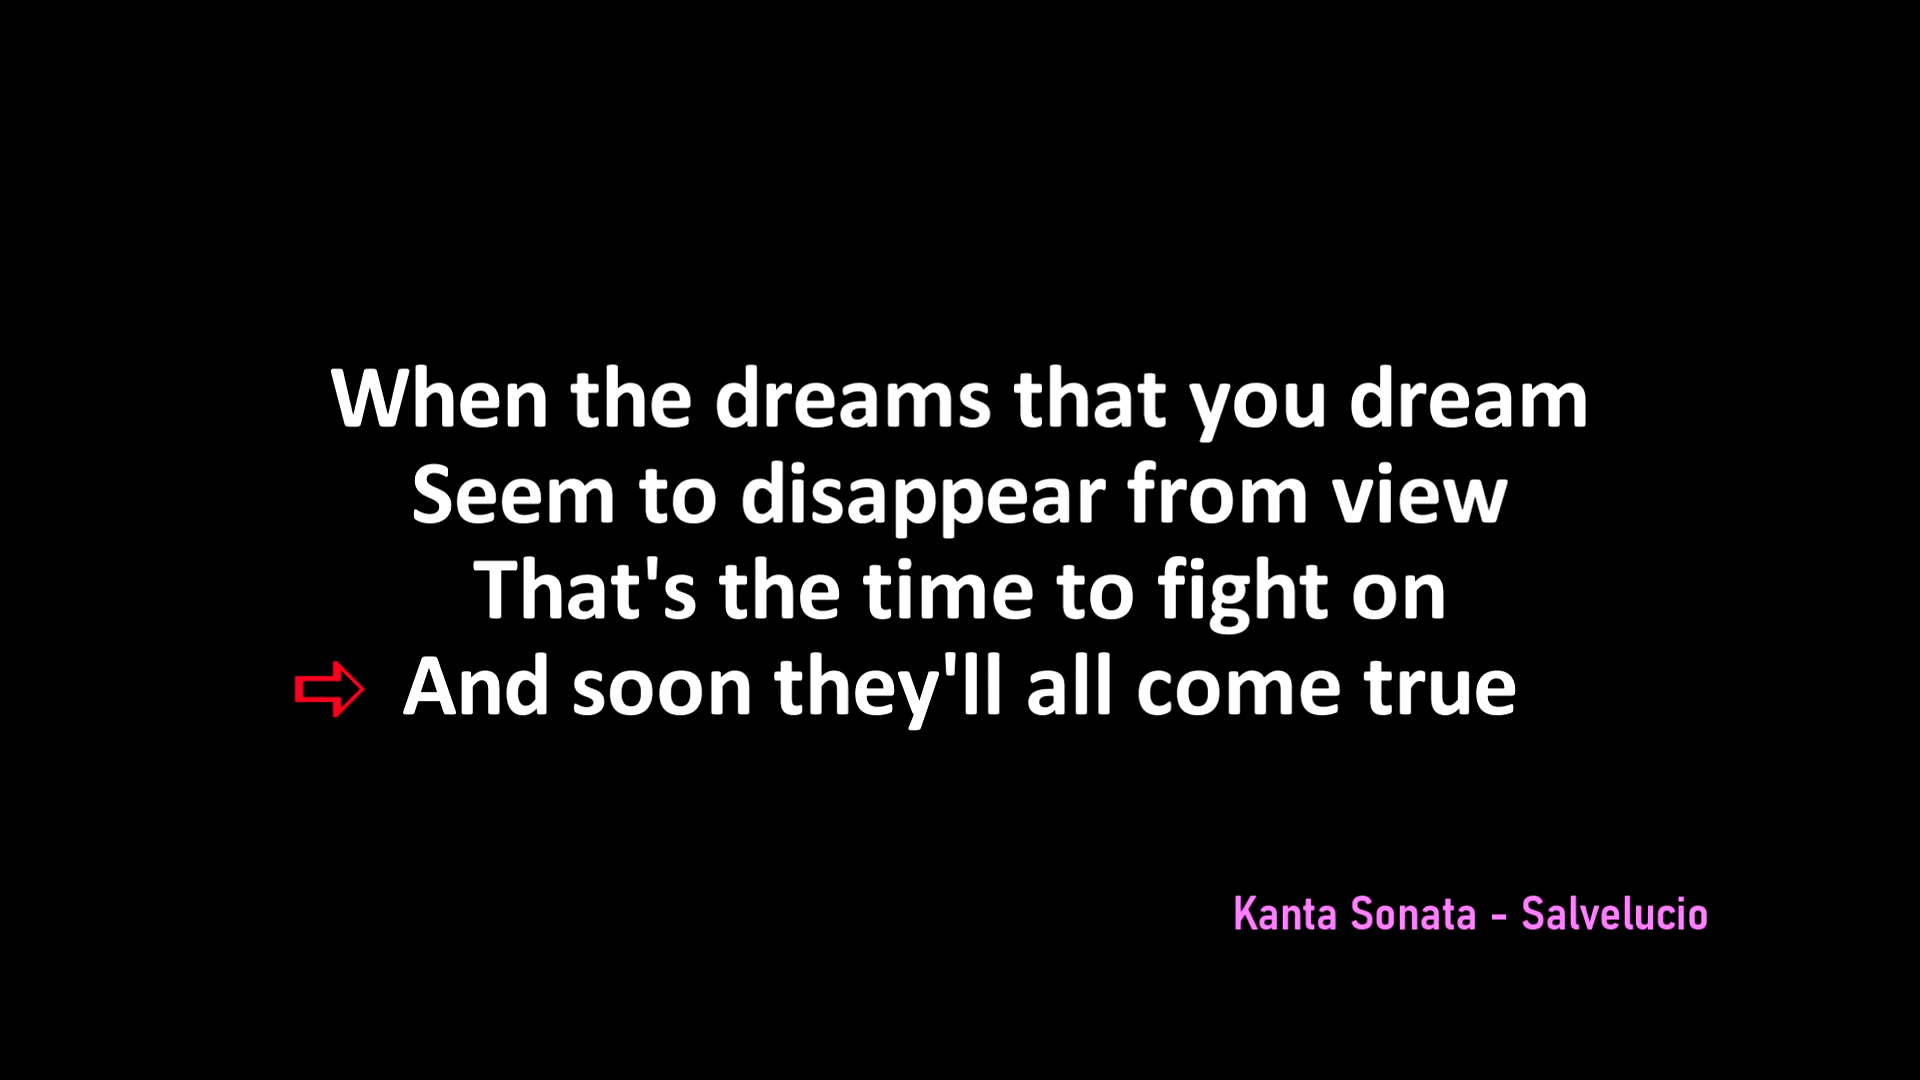 When the dreams that you dream
Seem to disappear from view
That's the time to fight on
⇨ And soon they'll all come true
Kanta Sonata - Salvelucio